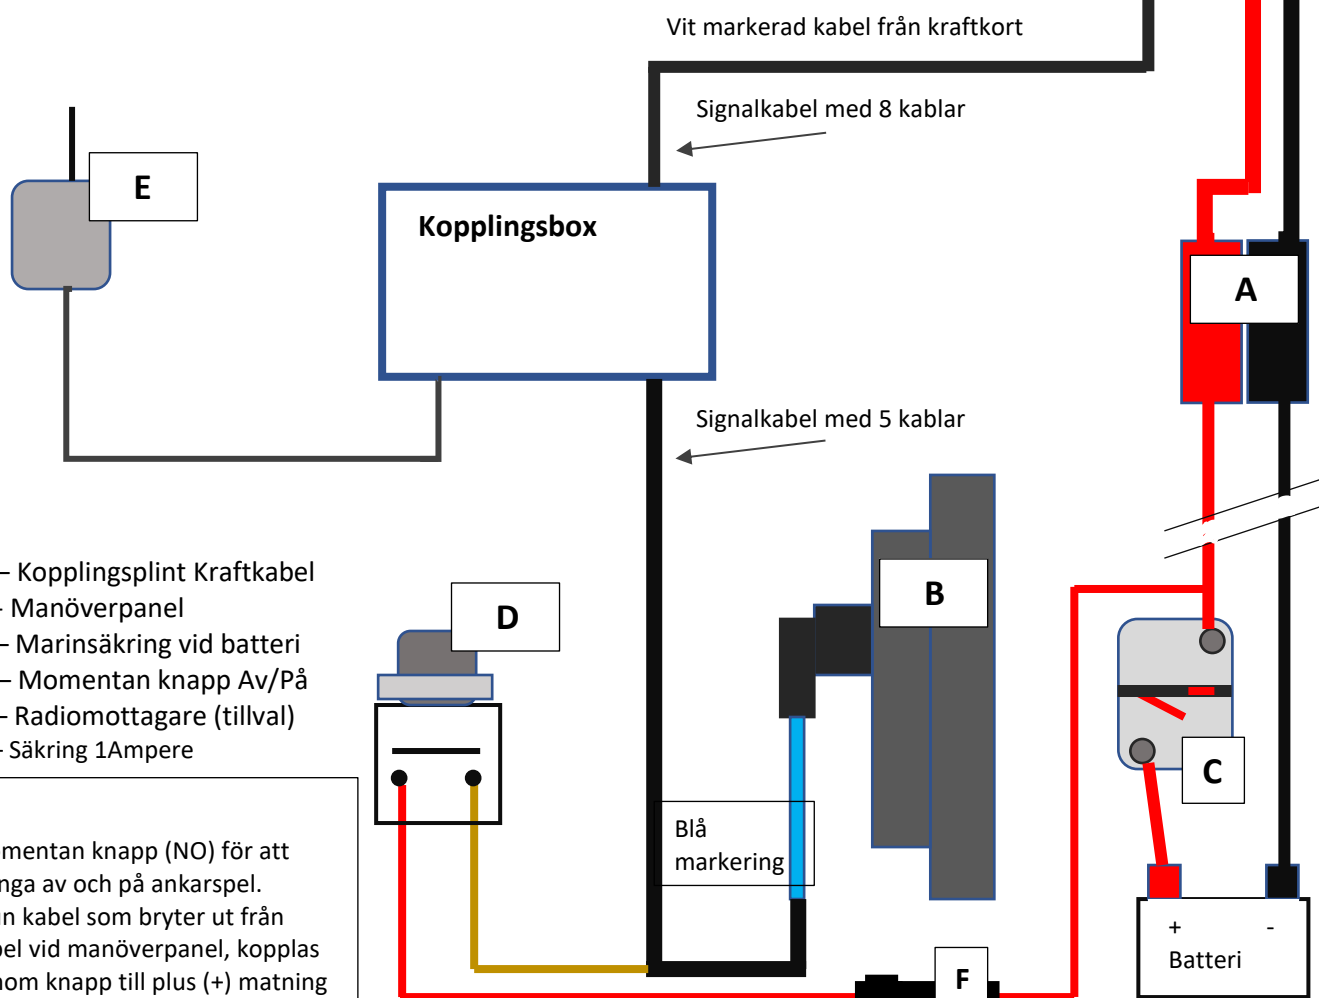 Vit markerad kabel från kraftkort
Signalkabel med 8 kablar
E
Kopplingsbox
A
Signalkabel med 5 kablar
– Kopplingsplint Kraftkabel
- Manöverpanel
– Marinsäkring vid batteri
– Momentan knapp Av/På
– Radiomottagare (tillval)
- Säkring 1Ampere
D
B
C
Blå
markering
mentan knapp (NO) för att
nga av och på ankarspel.
n kabel som bryter ut från
el vid manöverpanel, kopplas
om knapp till plus (+) matning
F
+ -
Batteri